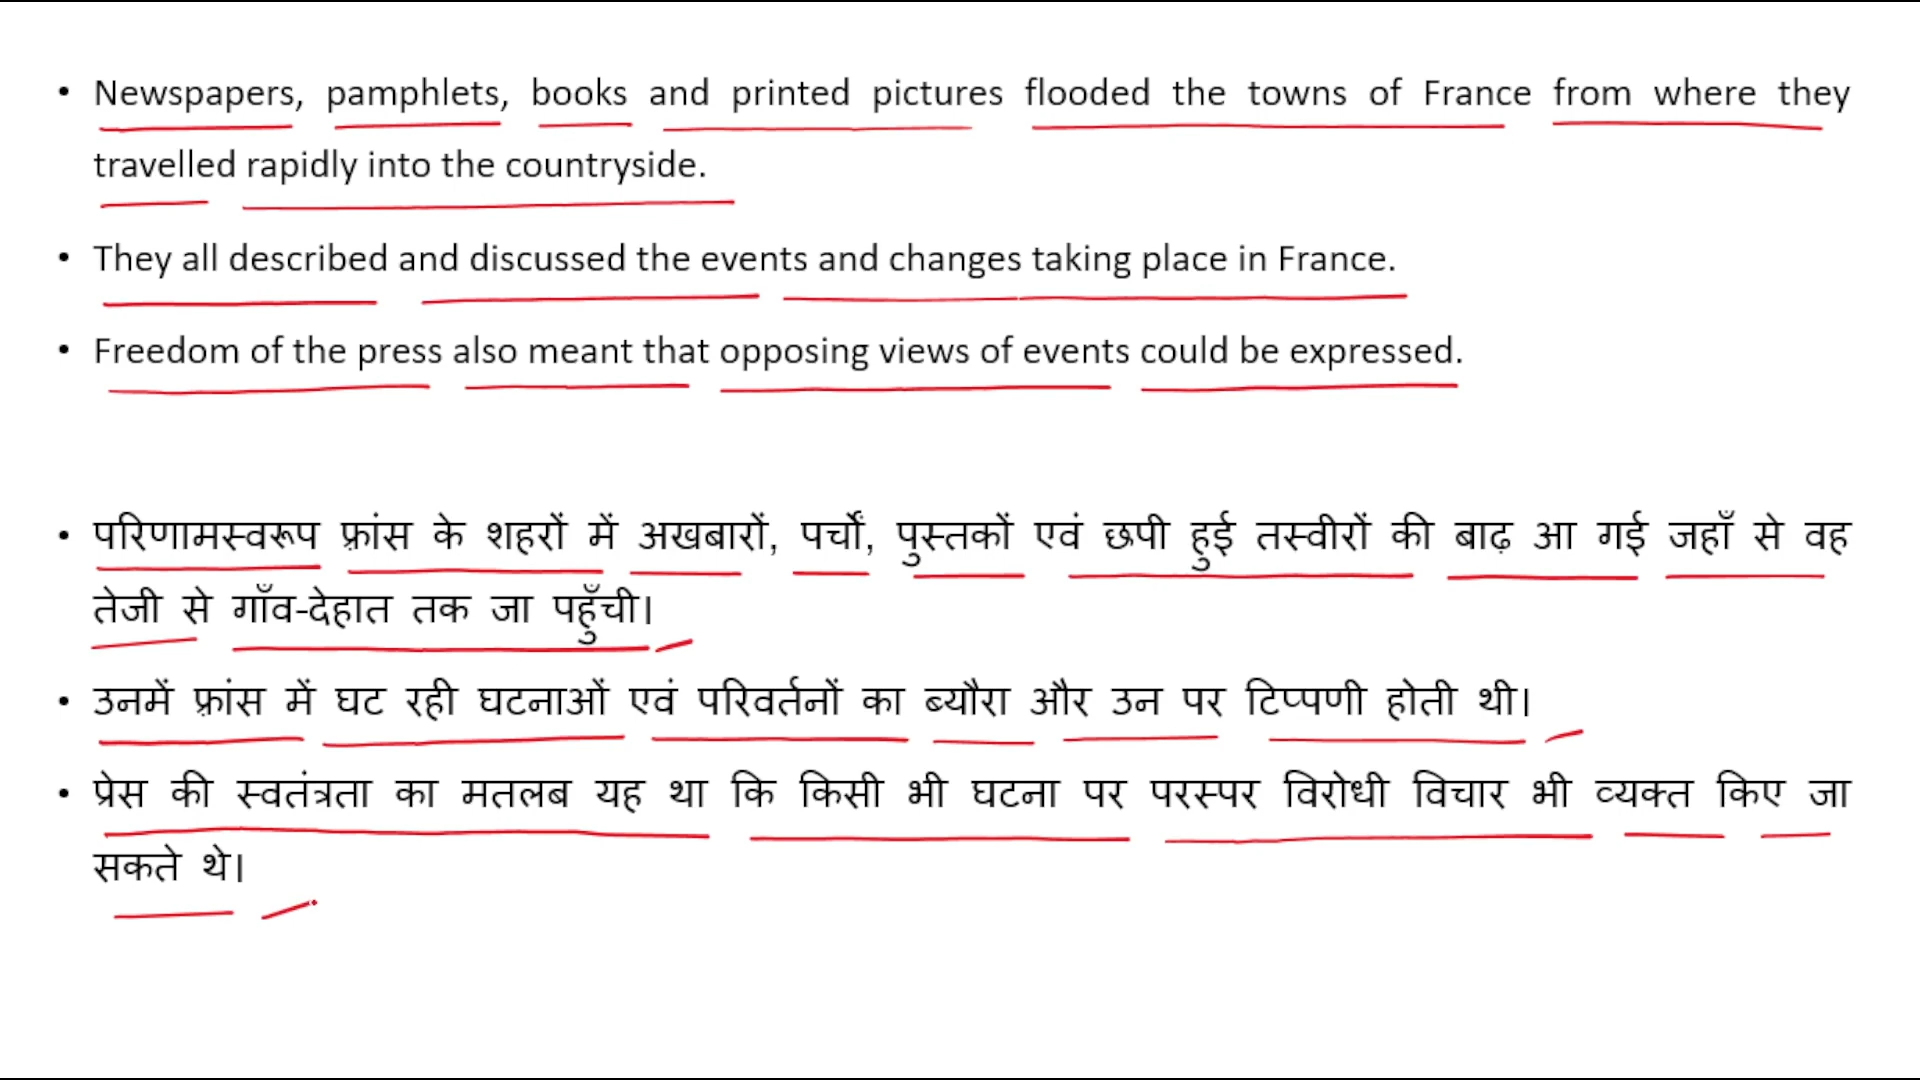 • Newspapers, pamphlets, books and printed pictures flooded the towns of France from where they
travelled rapidly into the countryside.
• They all described and discussed the events and changes taking place in France.
• Freedom of the press also meant that opposing views of events could be expressed.
• परिणामस्वरूप फ़्रांस के शहरों में अखबारों, पर्चों, पुस्तकों एवं छपी हुई तस्वीरों की बाढ़ आ गई जहाँ से वह
तेजी से गाँव-देहात तक जा पहुँची।
• उनमें फ़्रांस में घट रही घटनाओं एवं परिवर्तनों का ब्यौरा और उन पर टिप्पणी होती थी।
• प्रेस की स्वतंत्रता का मतलब यह था कि किसी भी घटना पर परस्पर विरोधी विचार भी व्यक्त किए जा
सकते थे।